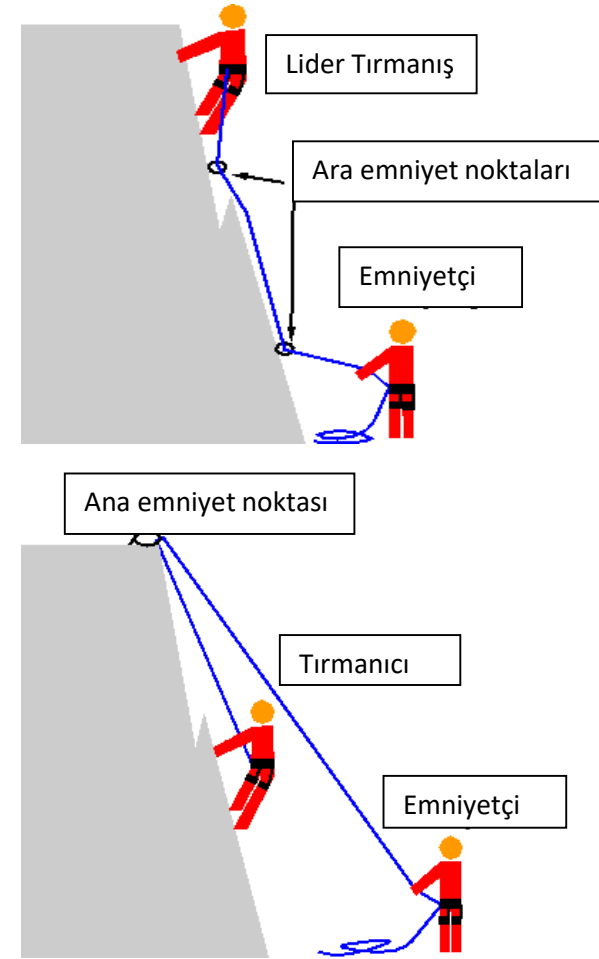 Lider Tırmanış
Ara emniyet noktaları
Emniyetçi
Ana emniyet noktası
Tırmanıcı
Emniyetçi